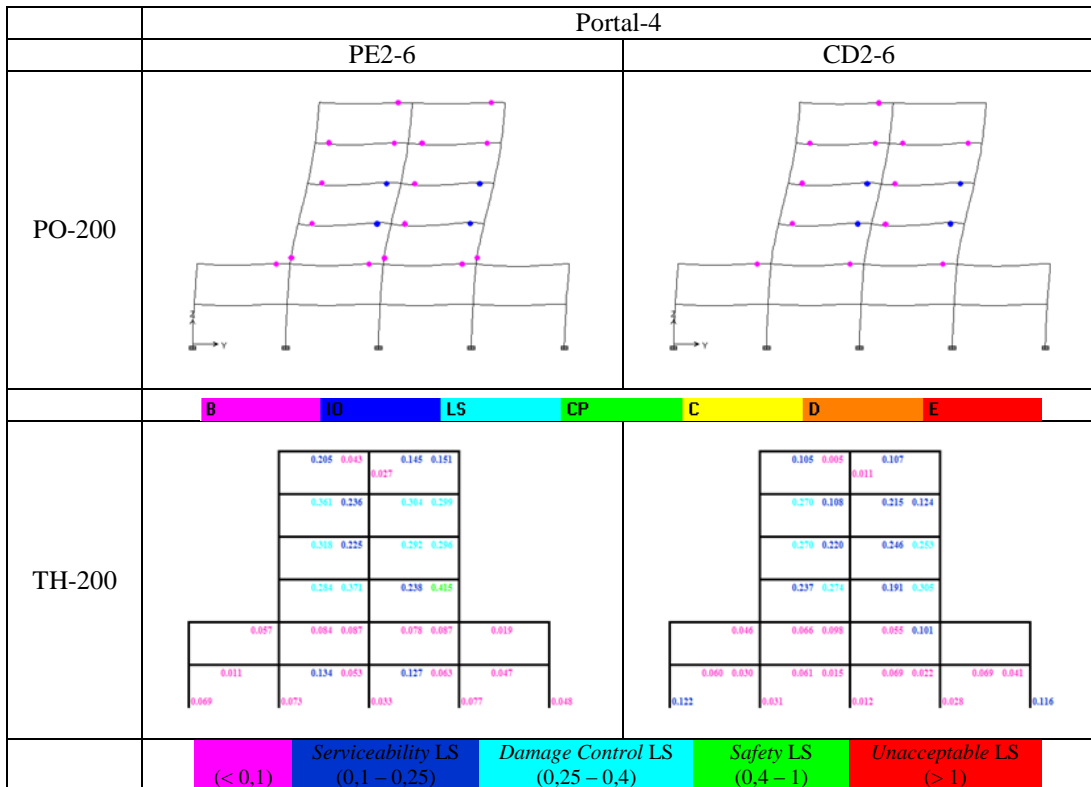 Portal-4
PE2-6 CD2-6
PO-200
Z
Y
Z
Y
B IO LS CP C D E
TH-200
0.205 0.043 0.145 0.151
0.027
0.361 0.236 0.304 0.299
0.318 0.225 0.292 0.296
0.284 0.371 0.238 0.415
0.057 0.084 0.087 0.078 0.087 0.019
0.011 0.134 0.053 0.127 0.063 0.047
0.069 0.073 0.033 0.077 0.048
0.105 0.005 0.107
0.011
0.270 0.108 0.215 0.124
0.270 0.220 0.246 0.253
0.237 0.274 0.191 0.305
0.046 0.066 0.098 0.055 0.101
0.060 0.030 0.061 0.015 0.069 0.022 0.069 0.041
0.122 0.031 0.012 0.028 0.116
(< 0,1)
Serviceability LS
(0,1 – 0,25)
Damage Control LS
(0,25 – 0,4)
Safety LS
(0,4 – 1)
Unacceptable LS
(> 1)